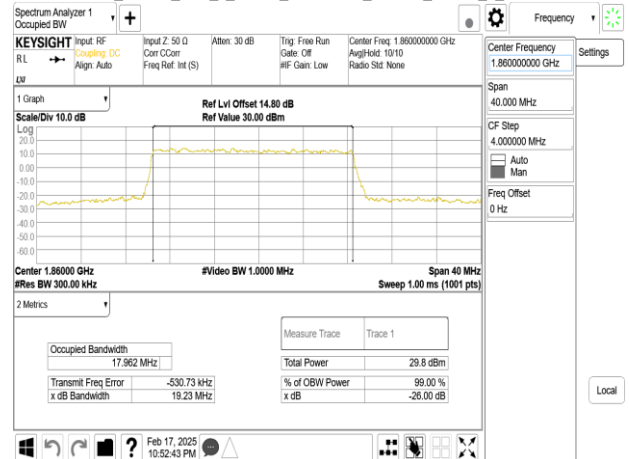 Spectrum Analyzer 1
Occupied BW
+
Frequency
KEYSIGHT
RL
LXI
Input: RF
Coupling: DC
Align: Auto
Input Z: 50 Ω
Corr CCorr
Freq Ref: Int (S)
Atten: 30 dB
Trig: Free Run
Gate: Off
#IF Gain: Low
Center Freq: 1.860000000 GHz
Avg|Hold: 10/10
Radio Std: None
Center Frequency
1.860000000 GHz
Settings
Span
40.000 MHz
CF Step
4.000000 MHz
Auto
Man
Freq Offset
0 Hz
Local
1 Graph
Scale/Div 10.0 dB
Ref Lvl Offset 14.80 dB
Ref Value 30.00 dBm
Log
20.0
10.0
0.00
-10.0
-20.0
-30.0
-40.0
-50.0
-60.0
Center 1.86000 GHz
#Video BW 1.0000 MHz
Span 40 MHz
#Res BW 300.00 kHz
Sweep 1.00 ms (1001 pts)
2 Metrics
Measure Trace
Trace 1
Occupied Bandwidth
17.962 MHz
Total Power
29.8 dBm
Transmit Freq Error
-530.73 kHz
% of OBW Power
99.00 %
x dB Bandwidth
19.23 MHz
x dB
-26.00 dB
?
Feb 17, 2025
10:52:43 PM